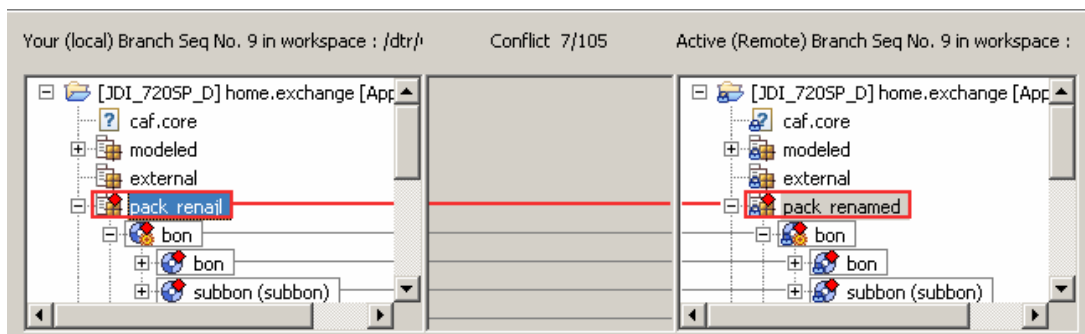 Your (local) Branch Seq No. 9 in workspace : /dtr/
Conflict 7/105
Active (Remote) Branch Seq No. 9 in workspace :
[JDI_720SP_D] home.exchange [App
caf.core
modeled
external
pack_renajl
bon
bon
subbon (subbon)
[JDI_720SP_D] home.exchange [App
caf.core
modeled
external
pack_renamed
bon
bon
subbon (subbon)